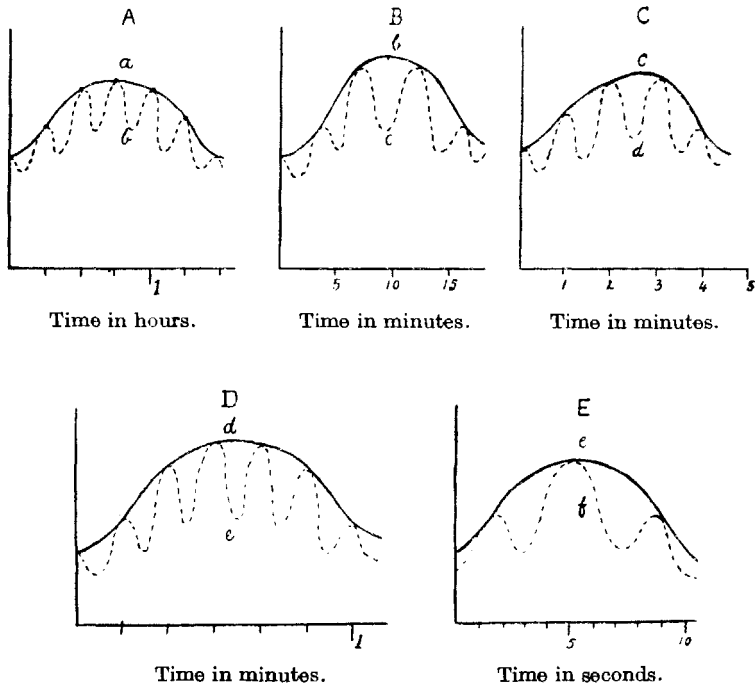 A
B
C
a
b
b
c
c
d
1
5 10 15
1 2 3 4 5
Time in hours.
Time in minutes.
Time in minutes.
D
E
d
e
e
f
1
5 10
Time in minutes.
Time in seconds.